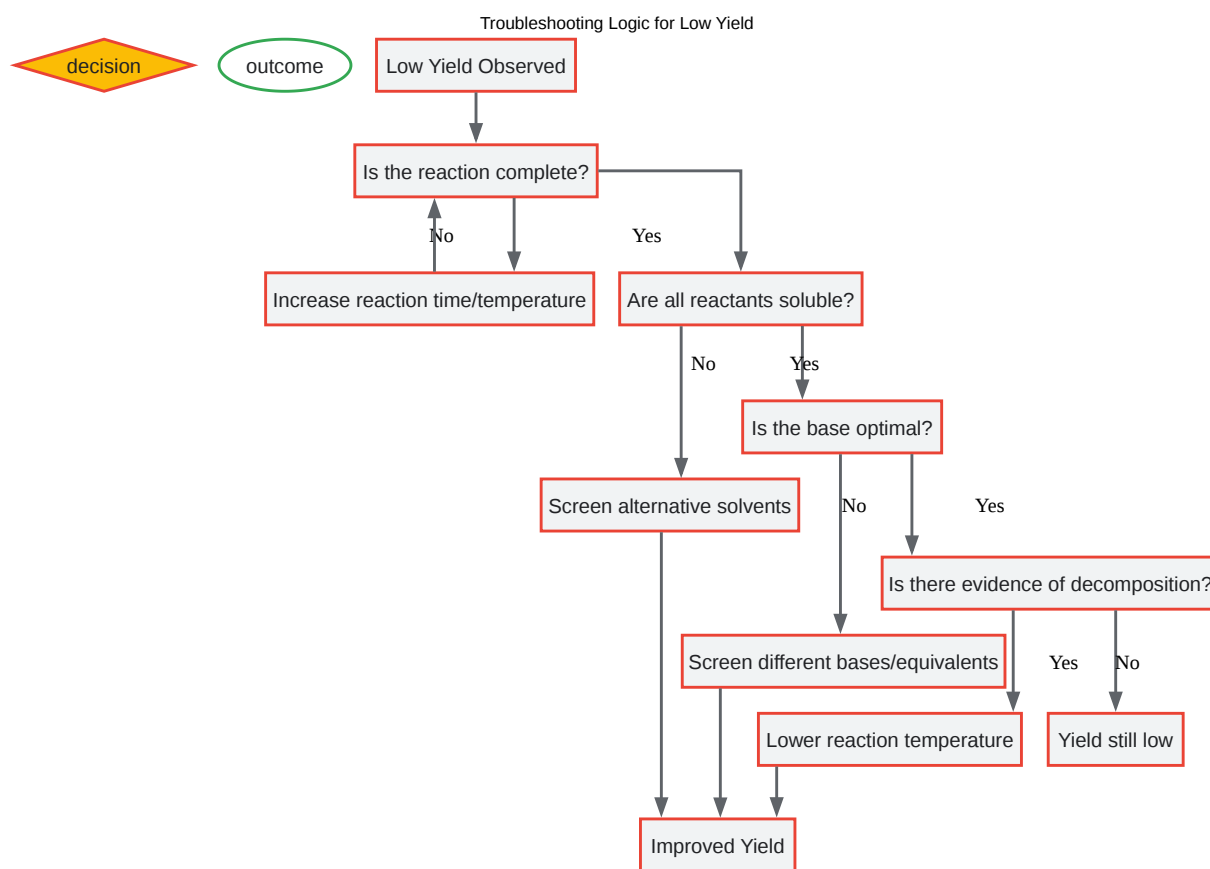 Troubleshooting Logic for Low Yield
decision
outcome
Low Yield Observed
Is the reaction complete?
No
Yes
Increase reaction time/temperature
Are all reactants soluble?
No
Yes
Is the base optimal?
Screen alternative solvents
No
Yes
Is there evidence of decomposition?
Screen different bases/equivalents
Yes
No
Lower reaction temperature
Yield still low
Improved Yield